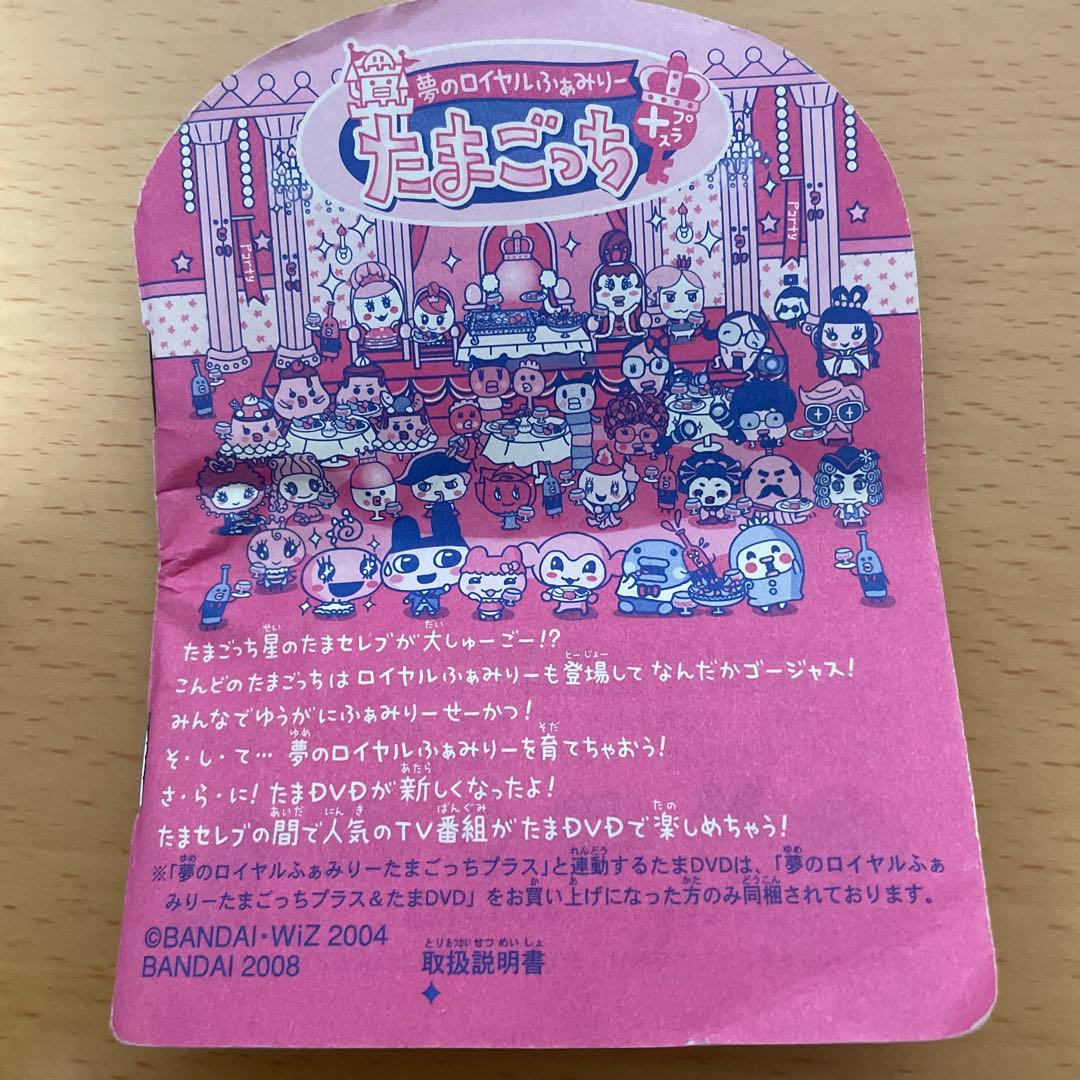 夢のロイヤルふぁみりー
たまごっち
+プラス
Party
Party
たまごっち星のたまセレブが大しゅーごー!?
こんどのたまごっちは ロイヤルふぁみりーも登場して なんだかゴージャス!
みんなでゆうがにふぁみりーせーかつ!
そ・し・て… 夢のロイヤルふぁみりーを育てちゃおう!
さ・ら・に! たまDVDが新しくなったよ!
たまセレブの間で人気のTV番組がたまDVDで楽しめちゃう!
※「夢のロイヤルふぁみりーたまごっちプラス」と連動するたまDVDは、「夢のロイヤルふぁ
みりーたまごっちプラス&たまDVD」をお買い上げになった方のみ同梱されております。
©BANDAI・WiZ 2004
BANDAI 2008
取扱説明書